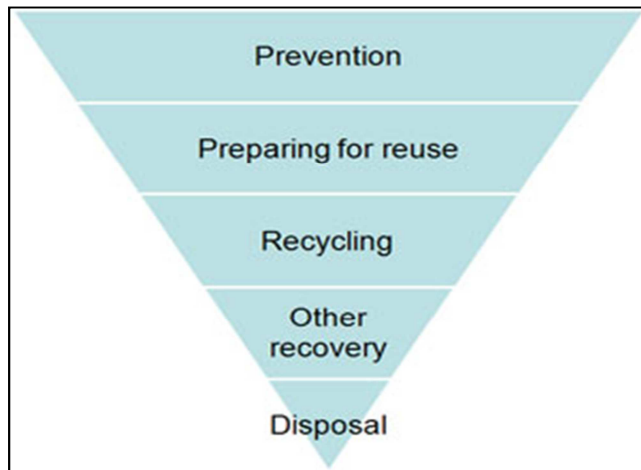 Prevention
Preparing for reuse
Recycling
Other
recovery
Disposal